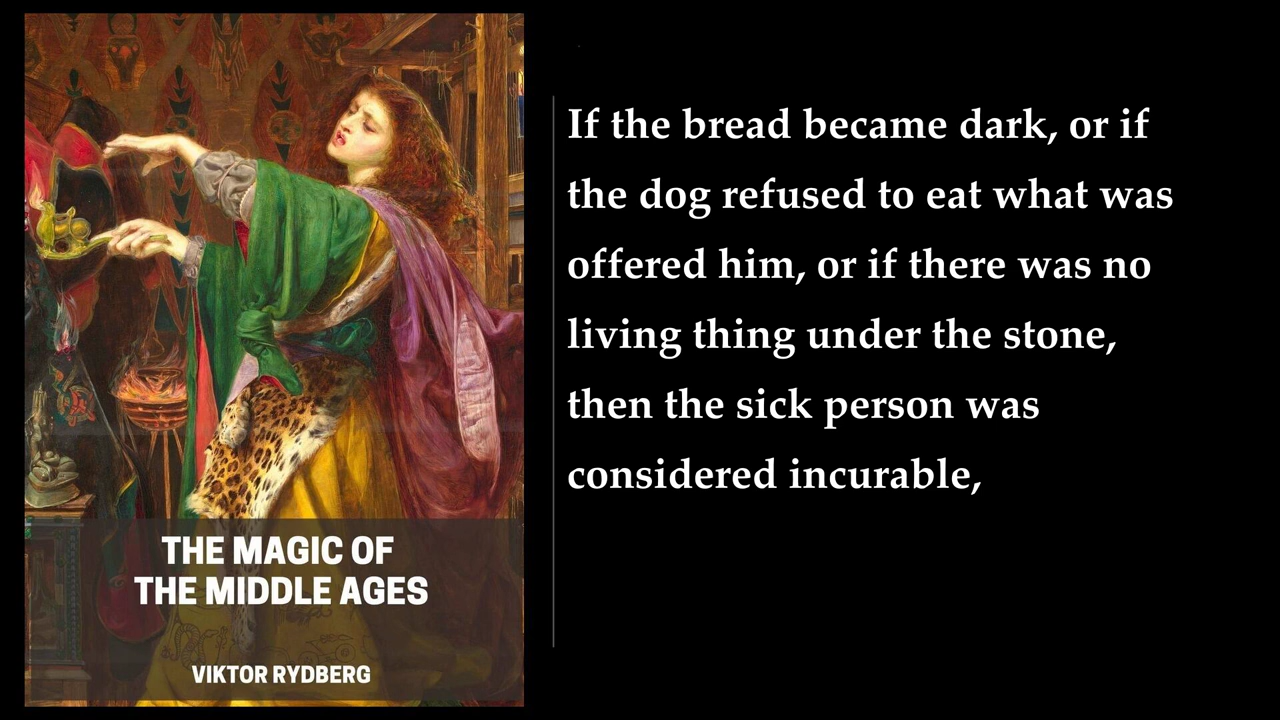 THE MAGIC OF
THE MIDDLE AGES
VIKTOR RYDBERG
If the bread became dark, or if
the dog refused to eat what was
offered him, or if there was no
living thing under the stone,
then the sick person was
considered incurable,